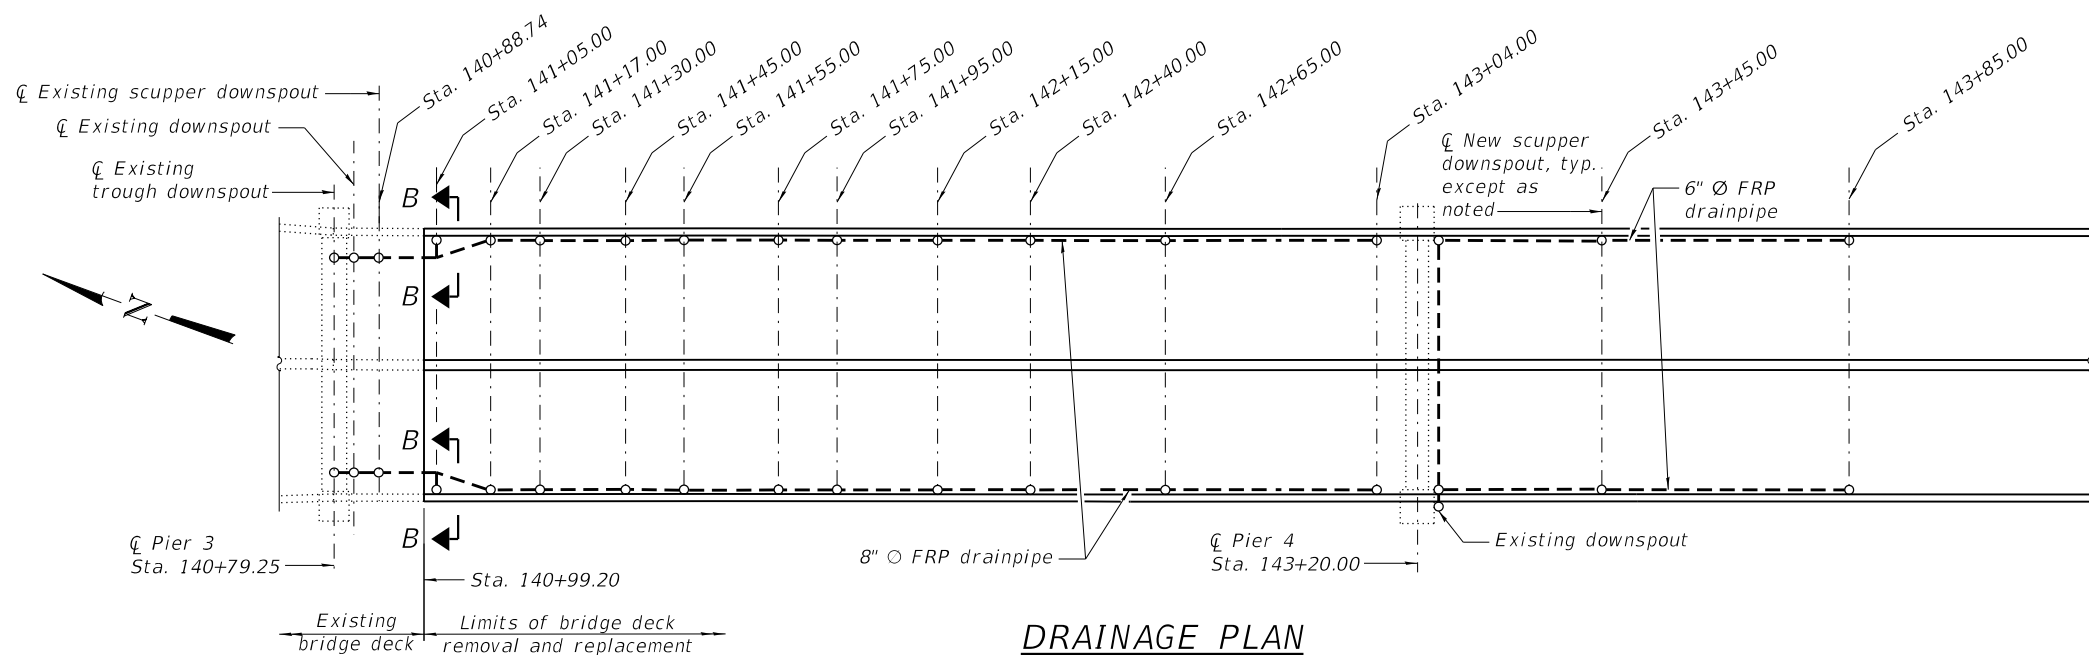 Sta. 140+88.74
Sta. 141+05.00
Sta. 141+17.00
Sta. 141+30.00
Sta. 141+45.00
Sta. 141+55.00
Sta. 141+75.00
Sta. 141+95.00
Sta. 142+15.00
Sta. 142+40.00
Sta. 142+65.00
Sta. 143+04.00
Sta. 143+45.00
Sta. 143+85.00
℄ Existing scupper downspout
℄ Existing downspout
℄ Existing
trough downspout
℄ New scupper
downspout, typ.
except as
noted
6" Ø FRP
drainpipe
B
B
N
B
B
℄ Pier 3
Sta. 140+79.25
Sta. 140+99.20
8" Ø FRP drainpipe
℄ Pier 4
Sta. 143+20.00
Existing downspout
Existing
bridge deck
Limits of bridge deck
removal and replacement
DRAINAGE PLAN